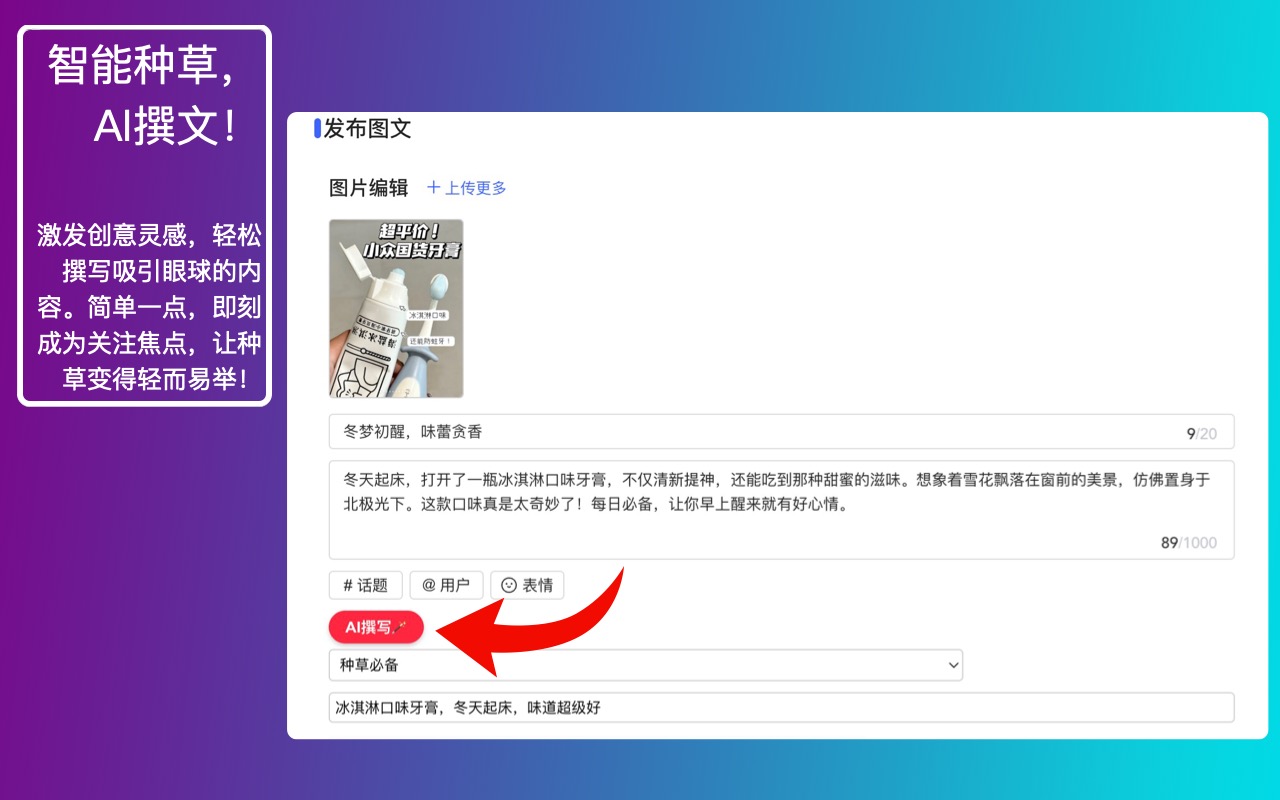 智能种草，
AI撰文！
激发创意灵感，轻松
撰写吸引眼球的内
容。简单一点，即刻
成为关注焦点，让种
草变得轻而易举！
发布图文
图片编辑 + 上传更多
超平价！
小众国货牙膏
冰淇淋口味
还能防蛀牙！
海盐冰淇淋
冬梦初醒，味蕾贪香
9/20
冬天起床，打开了一瓶冰淇淋口味牙膏，不仅清新提神，还能吃到那种甜蜜的滋味。想象着雪花飘落在窗前的美景，仿佛置身于
北极光下。这款口味真是太奇妙了！每日必备，让你早上醒来就有好心情。
89/1000
# 话题 @ 用户 表情
AI撰写
种草必备
冰淇淋口味牙膏，冬天起床，味道超级好